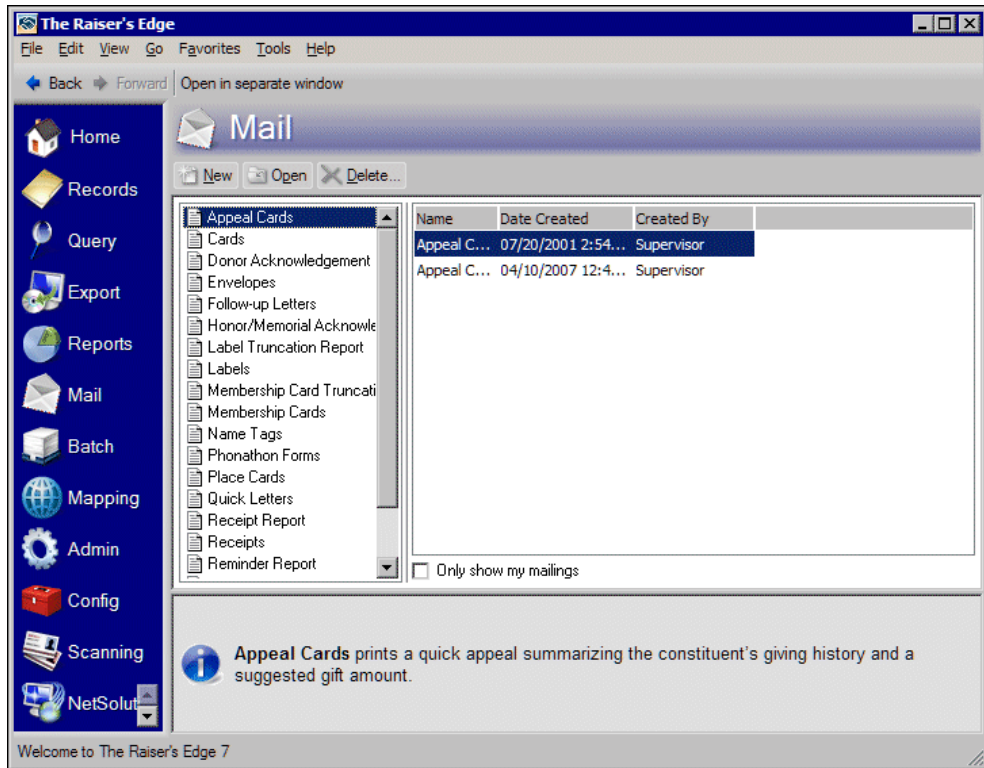 The Raiser's Edge
File Edit View Go Favorites Tools Help
Back Forward Open in separate window
Home
Records
Query
Export
Reports
Mail
Batch
Mapping
Admin
Config
Scanning
NetSolut
Mail
New Open Delete...
Appeal Cards
Cards
Donor Acknowledgement
Envelopes
Follow-up Letters
Honor/Memorial Acknowle
Label Truncation Report
Labels
Membership Card Truncati
Membership Cards
Name Tags
Phonathon Forms
Place Cards
Quick Letters
Receipt Report
Receipts
Reminder Report
Name Date Created Created By
Appeal C... 07/20/2001 2:54... Supervisor
Appeal C... 04/10/2007 12:4... Supervisor
Only show my mailings
Appeal Cards prints a quick appeal summarizing the constituent's giving history and a
suggested gift amount.
Welcome to The Raiser's Edge 7